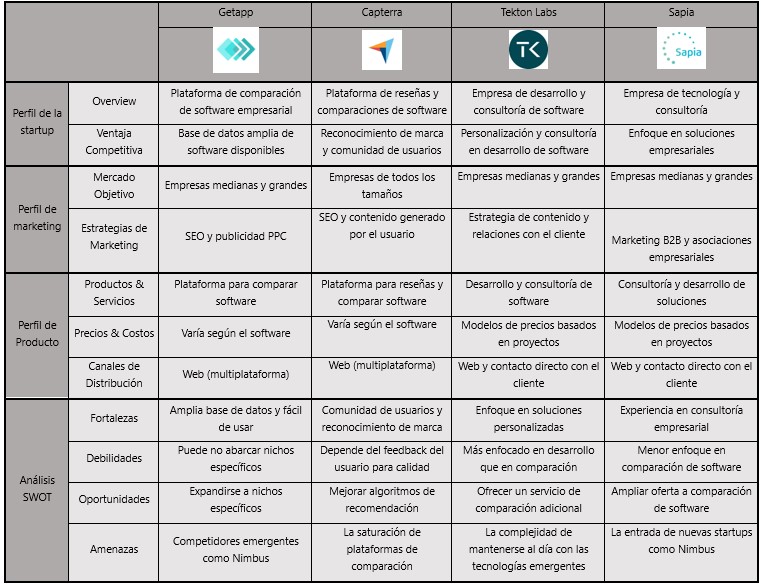 Getapp Capterra Tekton Labs Sapia
TK Sapia
Perfil de la
startup
Overview
Plataforma de comparación
de software empresarial
Plataforma de reseñas y
comparaciones de software
Empresa de desarrollo y
consultoría de software
Empresa de tecnología y
consultoría
Ventaja
Competitiva
Base de datos amplia de
software disponibles
Reconocimiento de marca
y comunidad de usuarios
Personalización y consultoría
en desarrollo de software
Enfoque en soluciones
empresariales
Perfil de
marketing
Mercado
Objetivo
Empresas medianas y grandes
Empresas de todos los
tamaños
Empresas medianas y grandes
Empresas medianas y grandes
Estrategias de
Marketing
SEO y publicidad PPC
SEO y contenido generado
por el usuario
Estrategia de contenido y
relaciones con el cliente
Marketing B2B y asociaciones
empresariales
Perfil de
Producto
Productos &
Servicios
Plataforma para comparar
software
Plataforma para reseñas y
comparar software
Desarrollo y consultoría de
software
Consultoría y desarrollo de
soluciones
Precios & Costos
Varía según el software
Varía según el software
Modelos de precios basados
en proyectos
Modelos de precios basados
en proyectos
Canales de
Distribución
Web (multiplataforma)
Web (multiplataforma)
Web y contacto directo con el
cliente
Web y contacto directo con el
cliente
Análisis
SWOT
Fortalezas
Amplia base de datos y fácil
de usar
Comunidad de usuarios y
reconocimiento de marca
Enfoque en soluciones
personalizadas
Experiencia en consultoría
empresarial
Debilidades
Puede no abarcar nichos
específicos
Depende del feedback del
usuario para calidad
Más enfocado en desarrollo
que en comparación
Menor enfoque en
comparación de software
Oportunidades
Expandirse a nichos
específicos
Mejorar algoritmos de
recomendación
Ofrecer un servicio de
comparación adicional
Ampliar oferta a comparación
de software
Amenazas
Competidores emergentes
como Nimbus
La saturación de
plataformas de
comparación
La complejidad de
mantenerse al día con las
tecnologías emergentes
La entrada de nuevas startups
como Nimbus